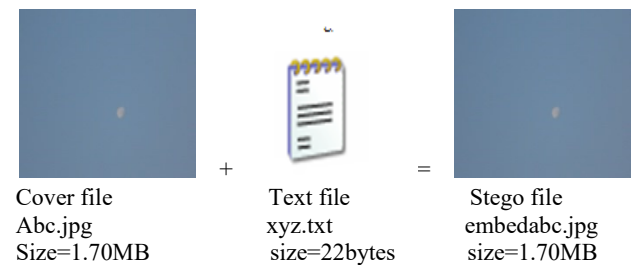 + =
Cover file Text file Stego file
Abc.jpg xyz.txt embedabc.jpg
Size=1.70MB size=22bytes size=1.70MB